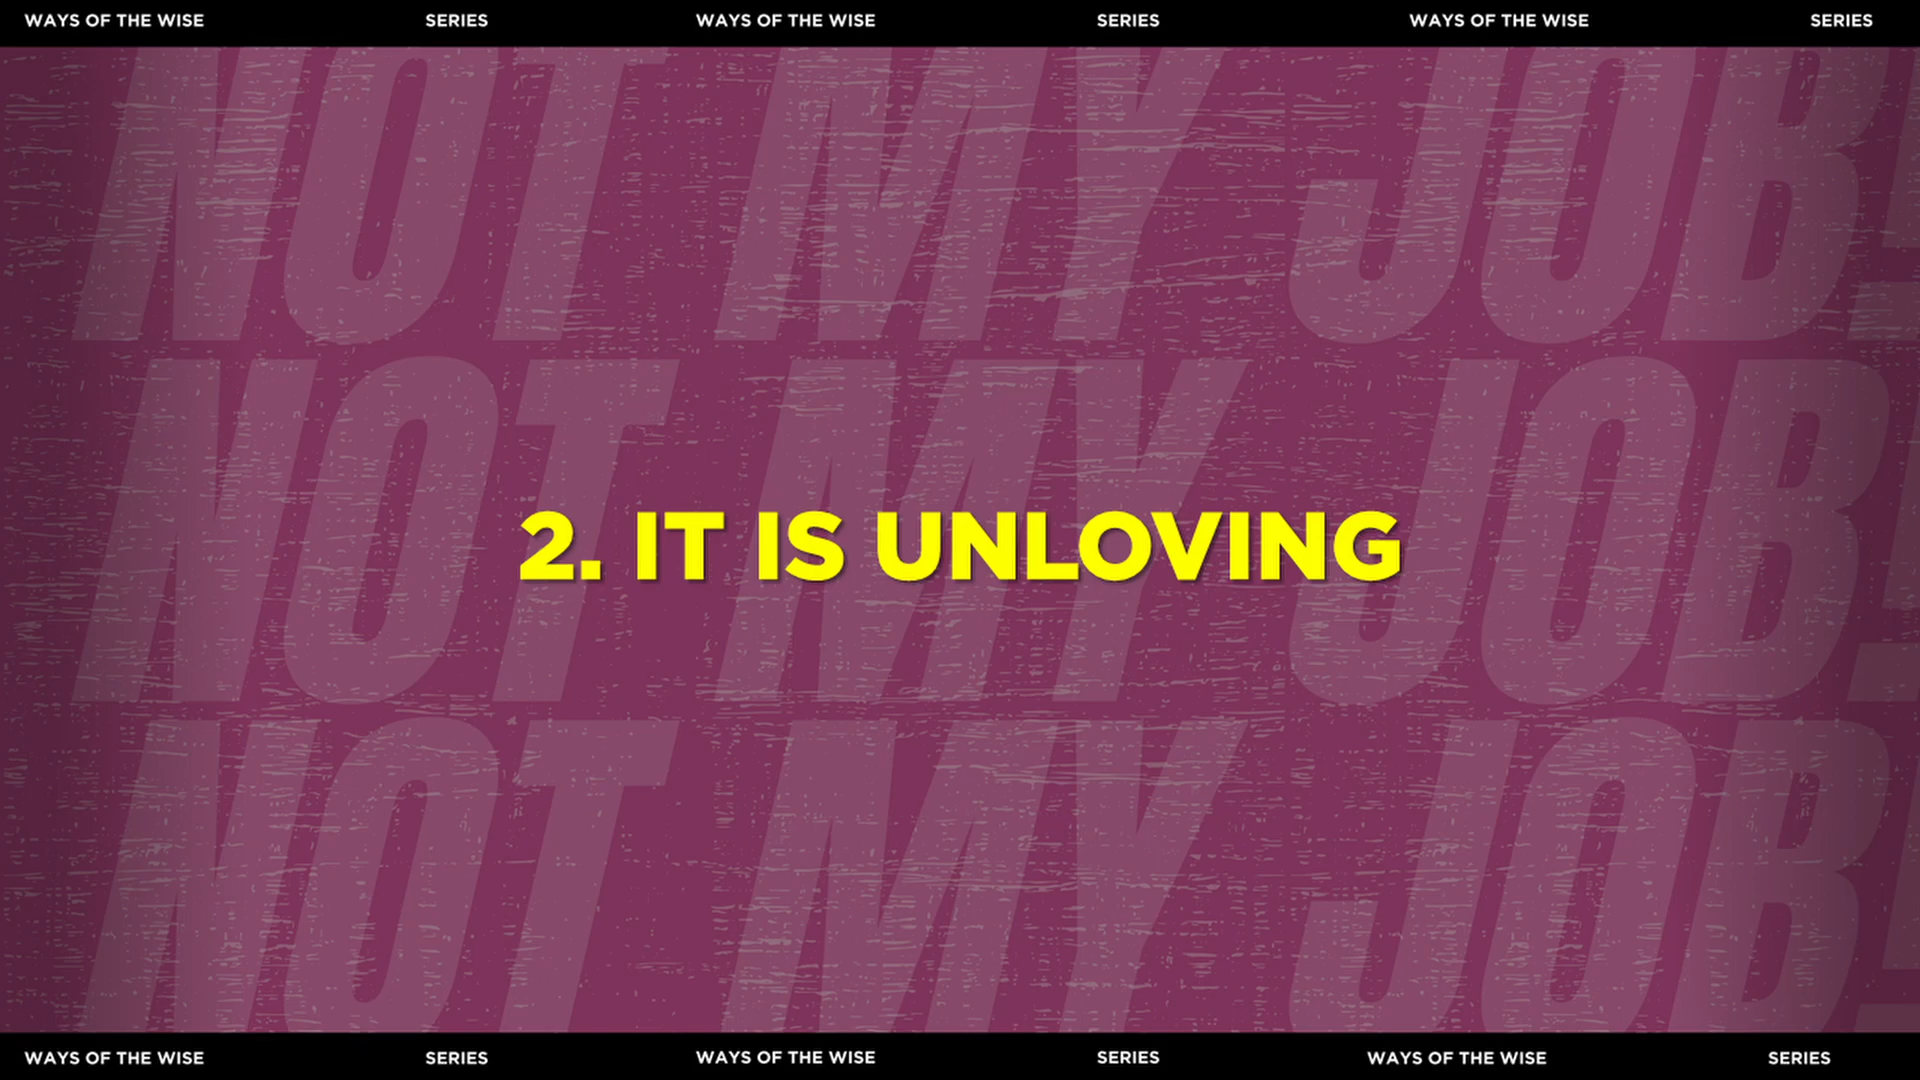 WAYS OF THE WISE SERIES WAYS OF THE WISE SERIES WAYS OF THE WISE SERIES
NOT MY JOB!
NOT MY JOB!
2. IT IS UNLOVING
NOT MY JOB!
WAYS OF THE WISE SERIES WAYS OF THE WISE SERIES WAYS OF THE WISE SERIES